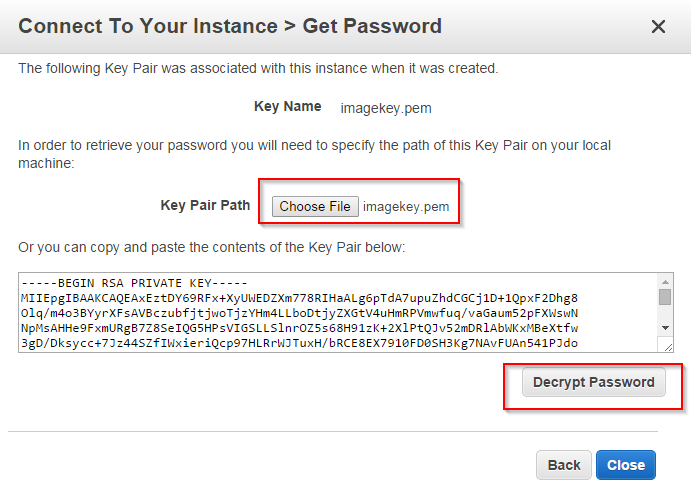 Connect To Your Instance > Get Password
The following Key Pair was associated with this instance when it was created.
Key Name imagekey.pem
In order to retrieve your password you will need to specify the path of this Key Pair on your local
machine:
Key Pair Path Choose File imagekey.pem
Or you can copy and paste the contents of the Key Pair below:
-----BEGIN RSA PRIVATE KEY-----
MIIEpgIBAAKCAQEAxEztDY69RFx+XyUWEDZXm778RIHaALg6pTdA7upuZhdCGCj1D+1QpxF2Dhg8
Olq/m4o3BYyrXFsAVBczubfjtjwoTjzYHm4LLboDtjyZXGtV4uHmRPVmwfuq/vaGaum52pFXWswN
NpMsAHHe9FxmURgB7Z8SeIQG5HPsVIGSLLSlnrOZ5s68H91zK+2XlPtQJv52mDRlAbWKxMBeXtfw
3gD/Dksycc+7Jz44SZfIWxieriQcp97HLRrWJTuxH/bRCE8EX7910FD0SH3Kg7NAvFUAn541PJdo
Decrypt Password
Back Close